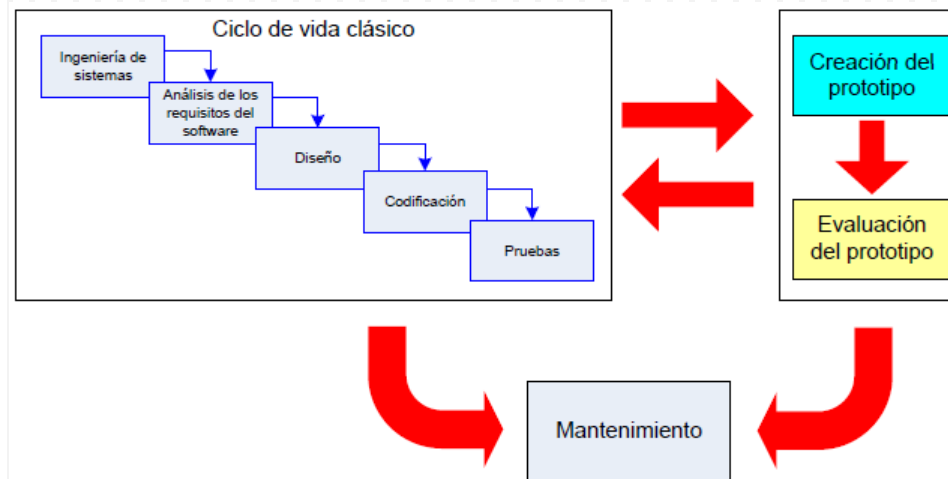 Ciclo de vida clásico
Ingeniería de
sistemas
Análisis de los
requisitos del
software
Diseño
Codificación
Pruebas
Creación del
prototipo
Evaluación
del prototipo
Mantenimiento